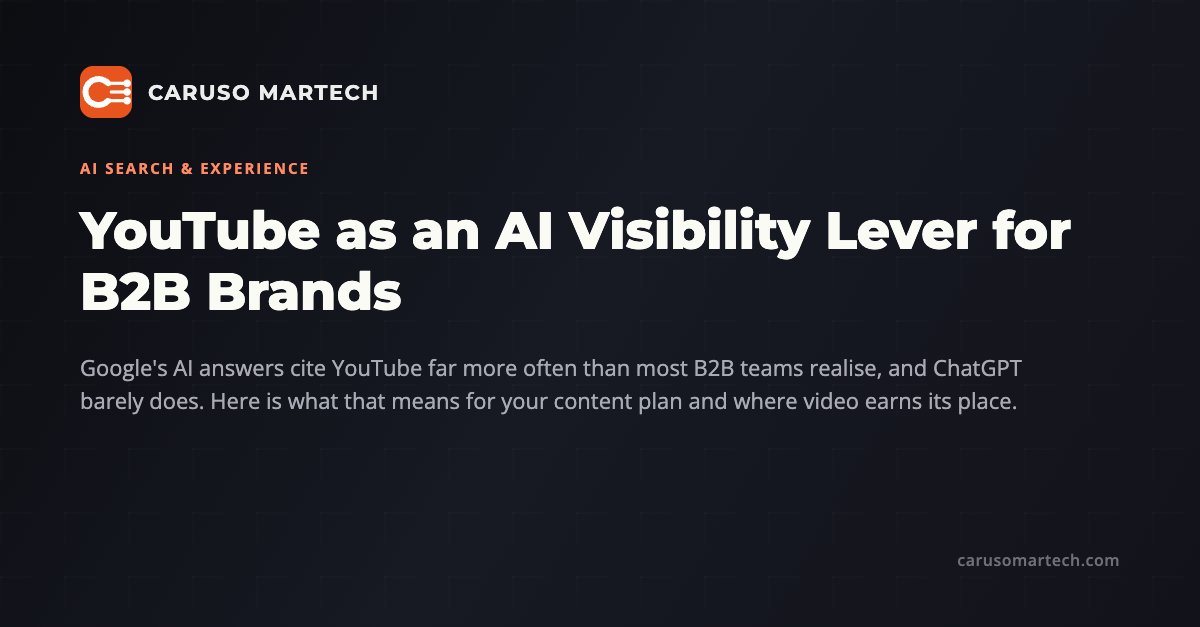 CARUSO MARTECH
AI SEARCH & EXPERIENCE
YouTube as an AI Visibility Lever for
B2B Brands
Google's AI answers cite YouTube far more often than most B2B teams realise, and ChatGPT
barely does. Here is what that means for your content plan and where video earns its place.
carusomartech.com